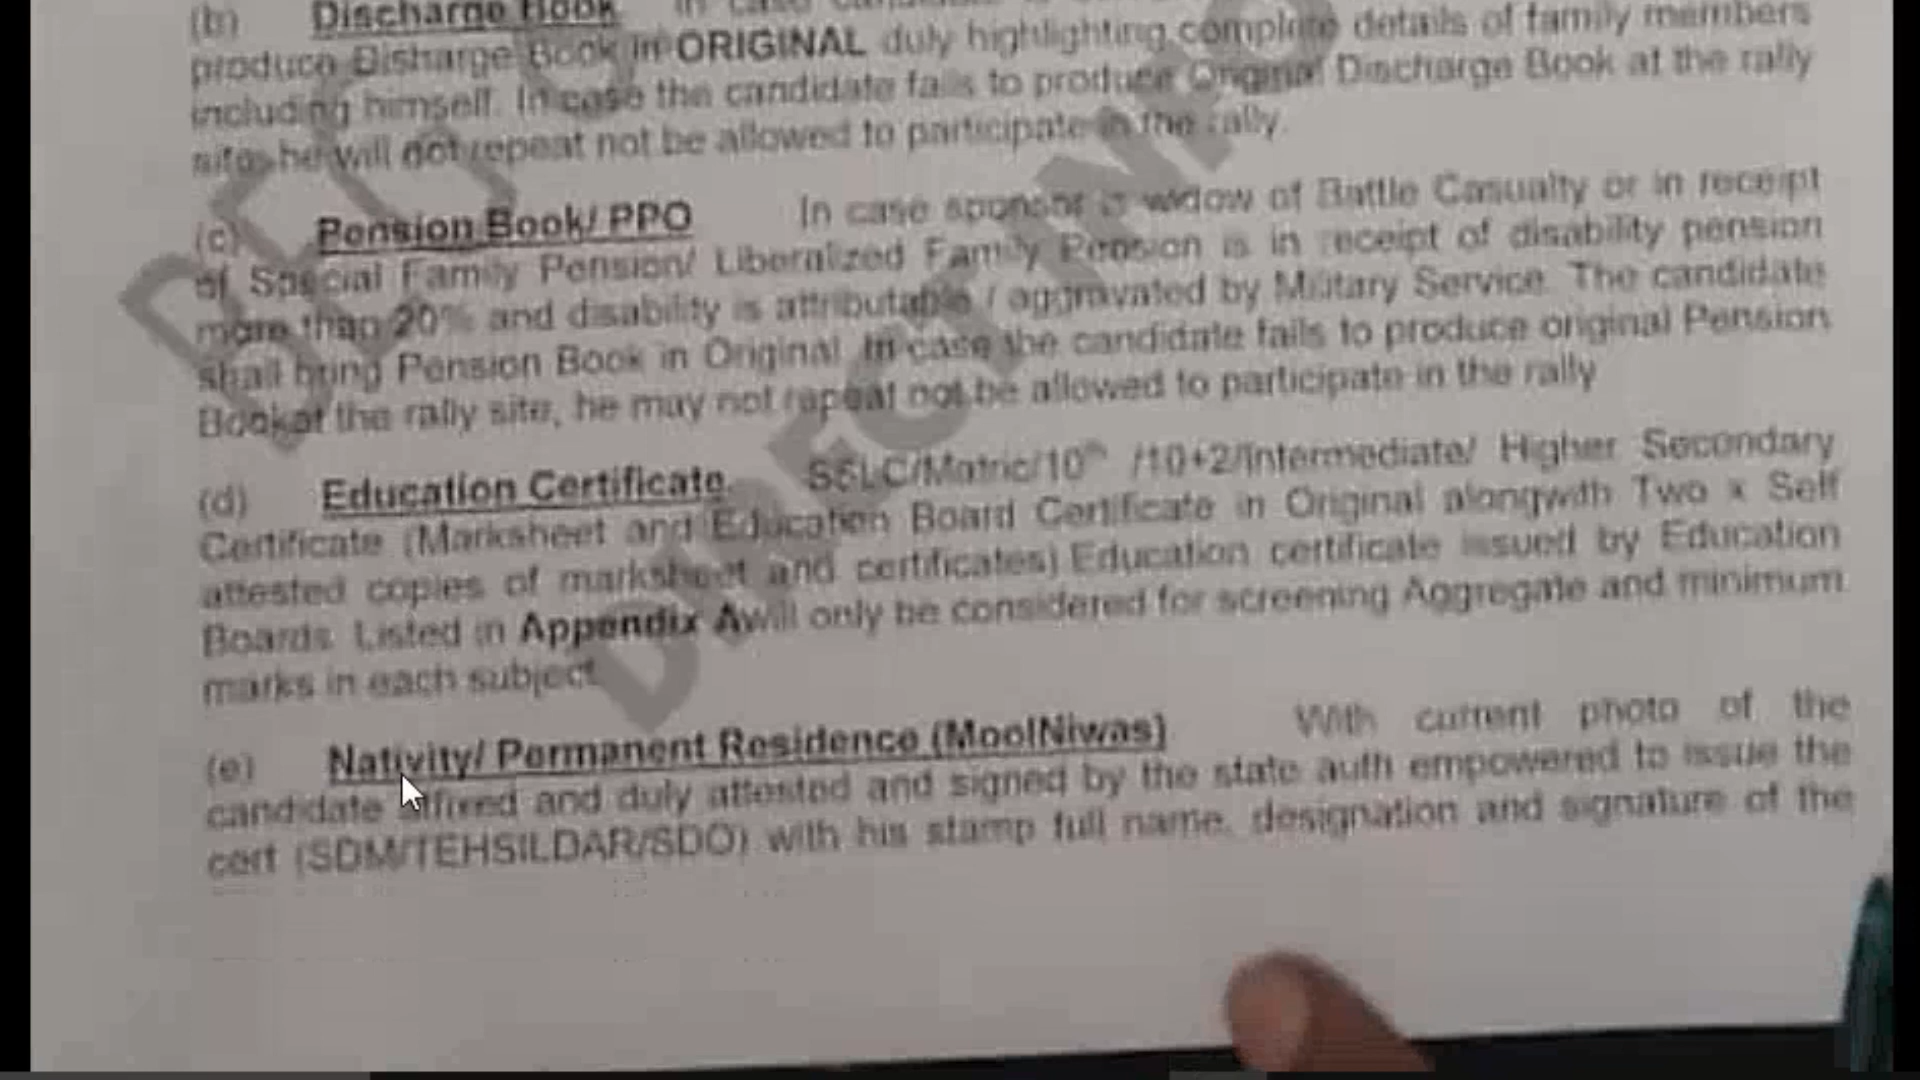 (b) Discharge Book In case candidate is
produce Disharge Book in ORIGINAL duly highlighting complete details of family members
including himself. In case the candidate fails to produce Original Discharge Book at the rally
site, he will not repeat not be allowed to participate in the rally.
(c) Pension Book/ PPO In case sponsor is widow of Battle Casualty or in receipt
of Special Family Pension/ Liberalized Family Pension is in receipt of disability pension
more than 20% and disability is attributable / aggravated by Military Service. The candidate
shall bring Pension Book in Original. In case the candidate fails to produce original Pension
Bookat the rally site, he may not repeat not be allowed to participate in the rally
(d) Education Certificate. SSLC/Matric/10th /10+2/Intermediate/ Higher Secondary
Certificate (Marksheet and Education Board Certificate in Original alongwith Two x Self
attested copies of marksheet and certificates) Education certificate issued by Education
Boards. Listed in Appendix Awill only be considered for screening Aggregate and minimum
marks in each subject.
(e) Nativity/ Permanent Residence (MoolNiwas) With current photo of the
candidate affixed and duly attested and signed by the state auth empowered to issue the
cert (SDM/TEHSILDAR/SDO) with his stamp full name, designation and signature of the